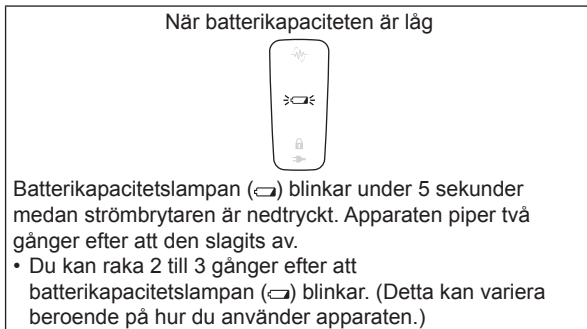 När batterikapaciteten är låg
Batterikapacitetslampan () blinkar under 5 sekunder
medan strömbrytaren är nedtryckt. Apparaten piper två
gånger efter att den slagits av.
• Du kan raka 2 till 3 gånger efter att
batterikapacitetslampan () blinkar. (Detta kan variera
beroende på hur du använder apparaten.)